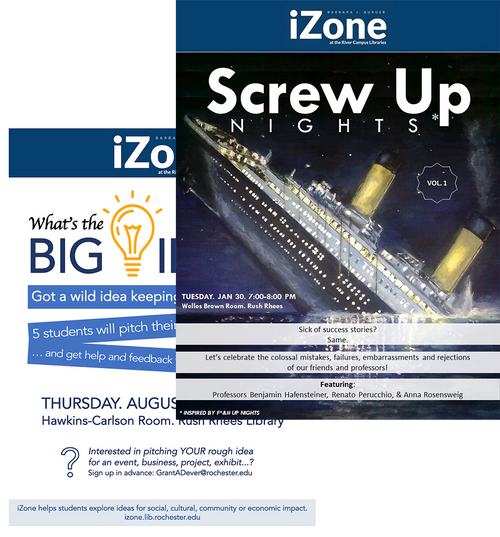 BARBARA J. BURGER
iZone
at the River Campus Libraries
Screw Up
NIGHTS*
VOL. 1
TUESDAY. JAN 30. 7:00-8:00 PM
Welles Brown Room. Rush Rhees
Sick of success stories?
Same.
Let's celebrate the colossal mistakes, failures, embarrassments and rejections
of our friends and professors!
Featuring:
Professors Benjamin Hafensteiner, Renato Perucchio, & Anna Rosensweig
* INSPIRED BY F*&# UP NIGHTS
iZo
at the Ri
What's the
BIG I
Got a wild idea keeping
5 students will pitch their
... and get help and feedback
THURSDAY. AUGUS
Hawkins-Carlson Room. Rush Rhees Library
? Interested in pitching YOUR rough idea
for an event, business, project, exhibit...?
Sign up in advance: GrantADever@rochester.edu
iZone helps students explore ideas for social, cultural, community or economic impact.
izone.lib.rochester.edu